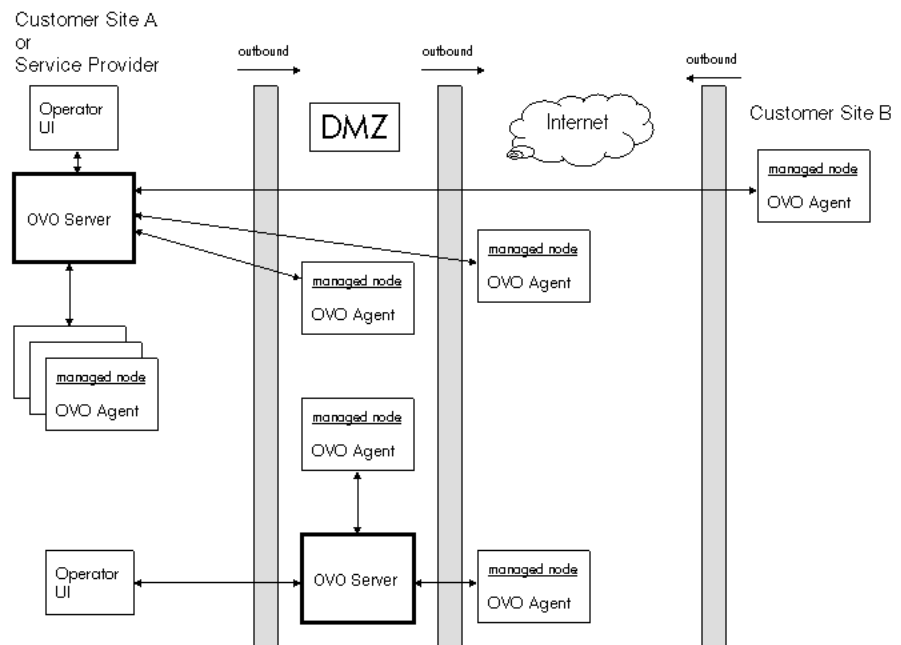 Customer Site A
or
Service Provider
outbound
outbound
outbound
Operator
UI
DMZ
Internet
Customer Site B
managed node
OVO Agent
OVO Server
managed node
OVO Agent
managed node
OVO Agent
managed node
OVO Agent
managed node
OVO Agent
Operator
UI
OVO Server
managed node
OVO Agent